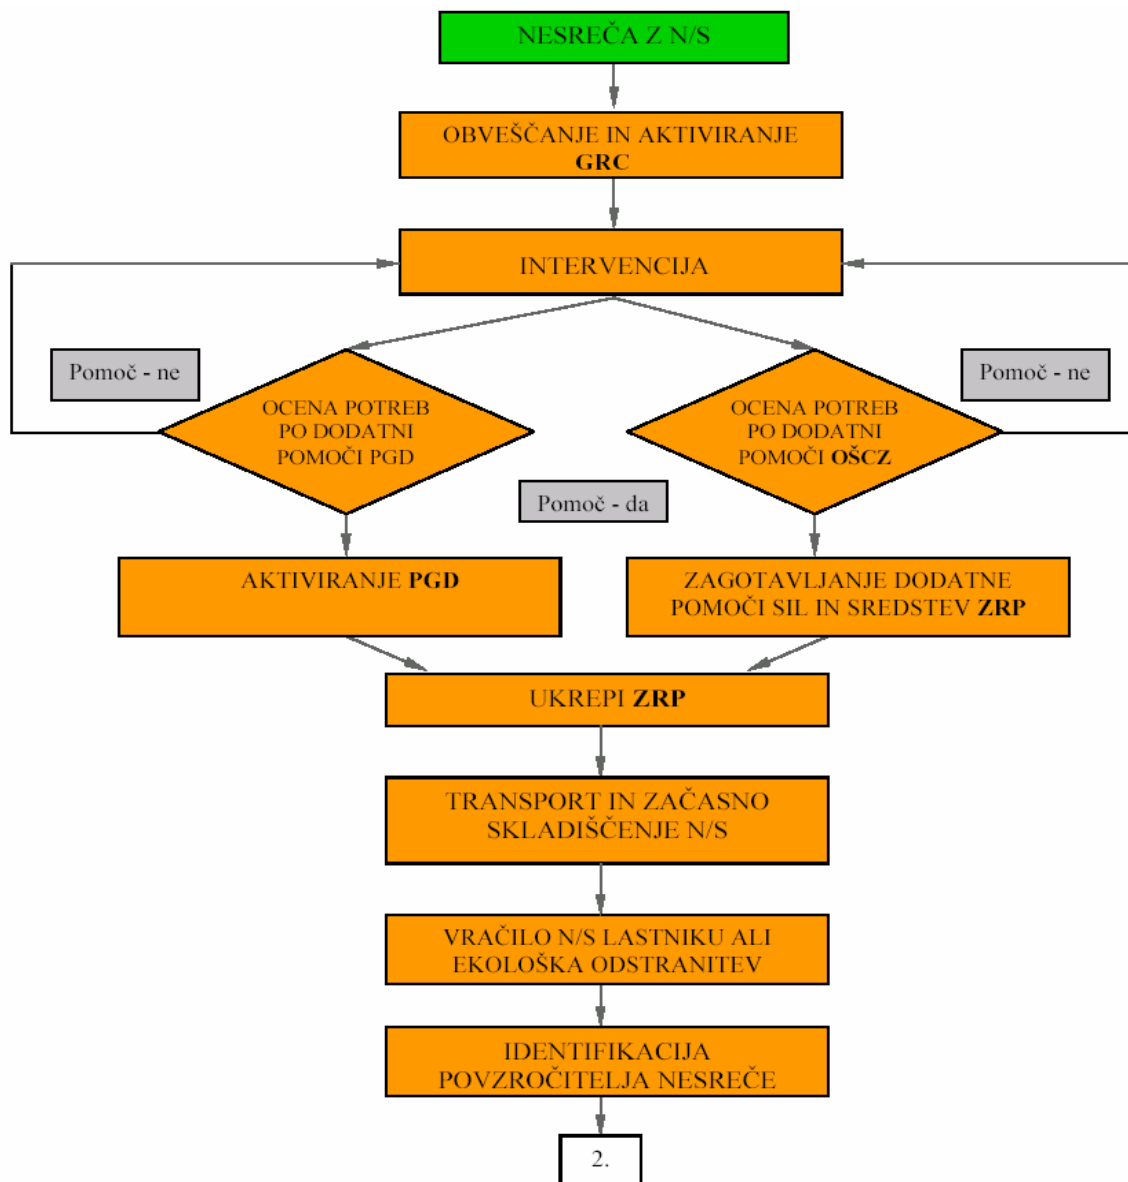 NESREČA Z N/S
OBVEŠČANJE IN AKTIVIRANJE
GRC
INTERVENCIJA
Pomoč - ne
Pomoč - ne
OCENA POTREB
PO DODATNI
POMOČI PGD
OCENA POTREB
PO DODATNI
POMOČI OŠCZ
Pomoč - da
AKTIVIRANJE PGD
ZAGOTAVLJANJE DODATNE
POMOČI SIL IN SREDSTEV ZRP
UKREPI ZRP
TRANSPORT IN ZAČASNO
SKLADIŠČENJE N/S
VRAČILO N/S LASTNIKU ALI
EKOLOŠKA ODSTRANITEV
IDENTIFIKACIJA
POVZROČITELJA NESREČE
2.